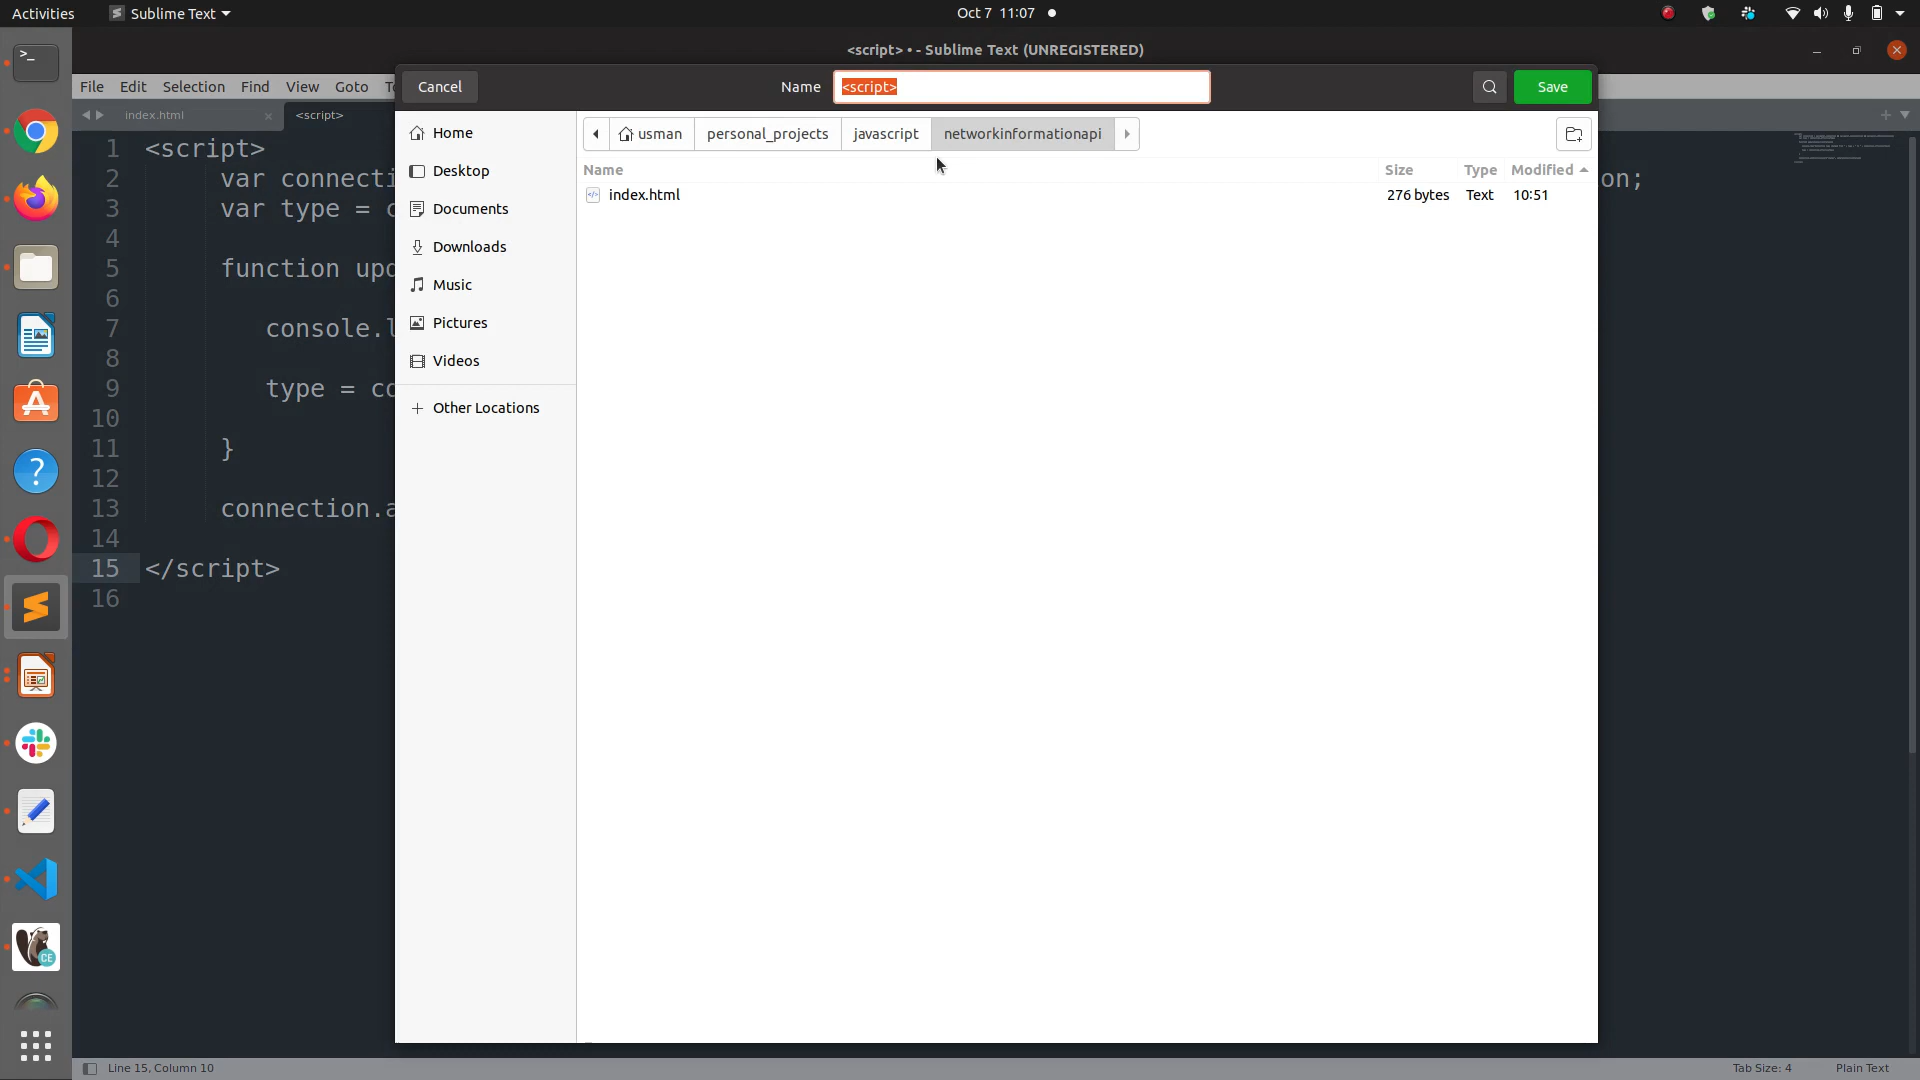 Activities
Sublime Text
Oct 7 11:07
<script> • - Sublime Text (UNREGISTERED)
File Edit Selection Find View Goto
Cancel
Name
<script>
Save
index.html
<script>
Home
Desktop
Documents
Downloads
Music
Pictures
Videos
Other Locations
usman
personal_projects
javascript
networkinformationapi
Name Size Type Modified
index.html 276 bytes Text 10:51
1 <script>
2 var connecti on;
3 var type = c
4
5 function upd
6
7 console.l
8
9 type = co
10
11 }
12
13 connection.a
14
15 </script>
16
>_
?
CE
Line 15, Column 10
Tab Size: 4
Plain Text